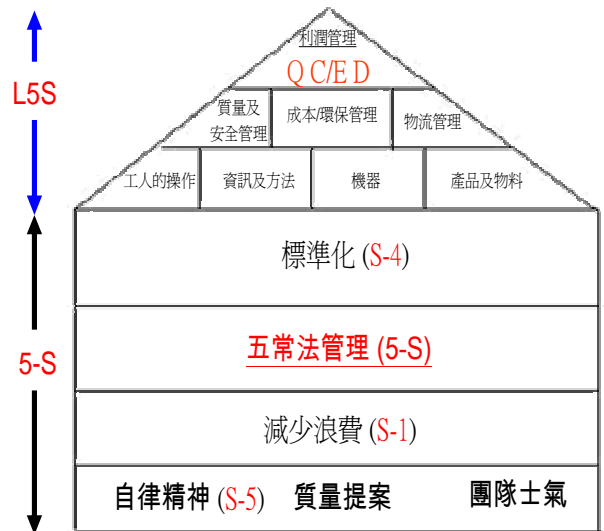 利潤管理
Q C/E D
L5S
質量及
安全管理
成本/環保管理
物流管理
工人的操作
資訊及方法
機器
產品及物料
標準化 (S-4)
5-S
五常法管理 (5-S)
減少浪費 (S-1)
自律精神 (S-5) 質量提案 團隊士氣